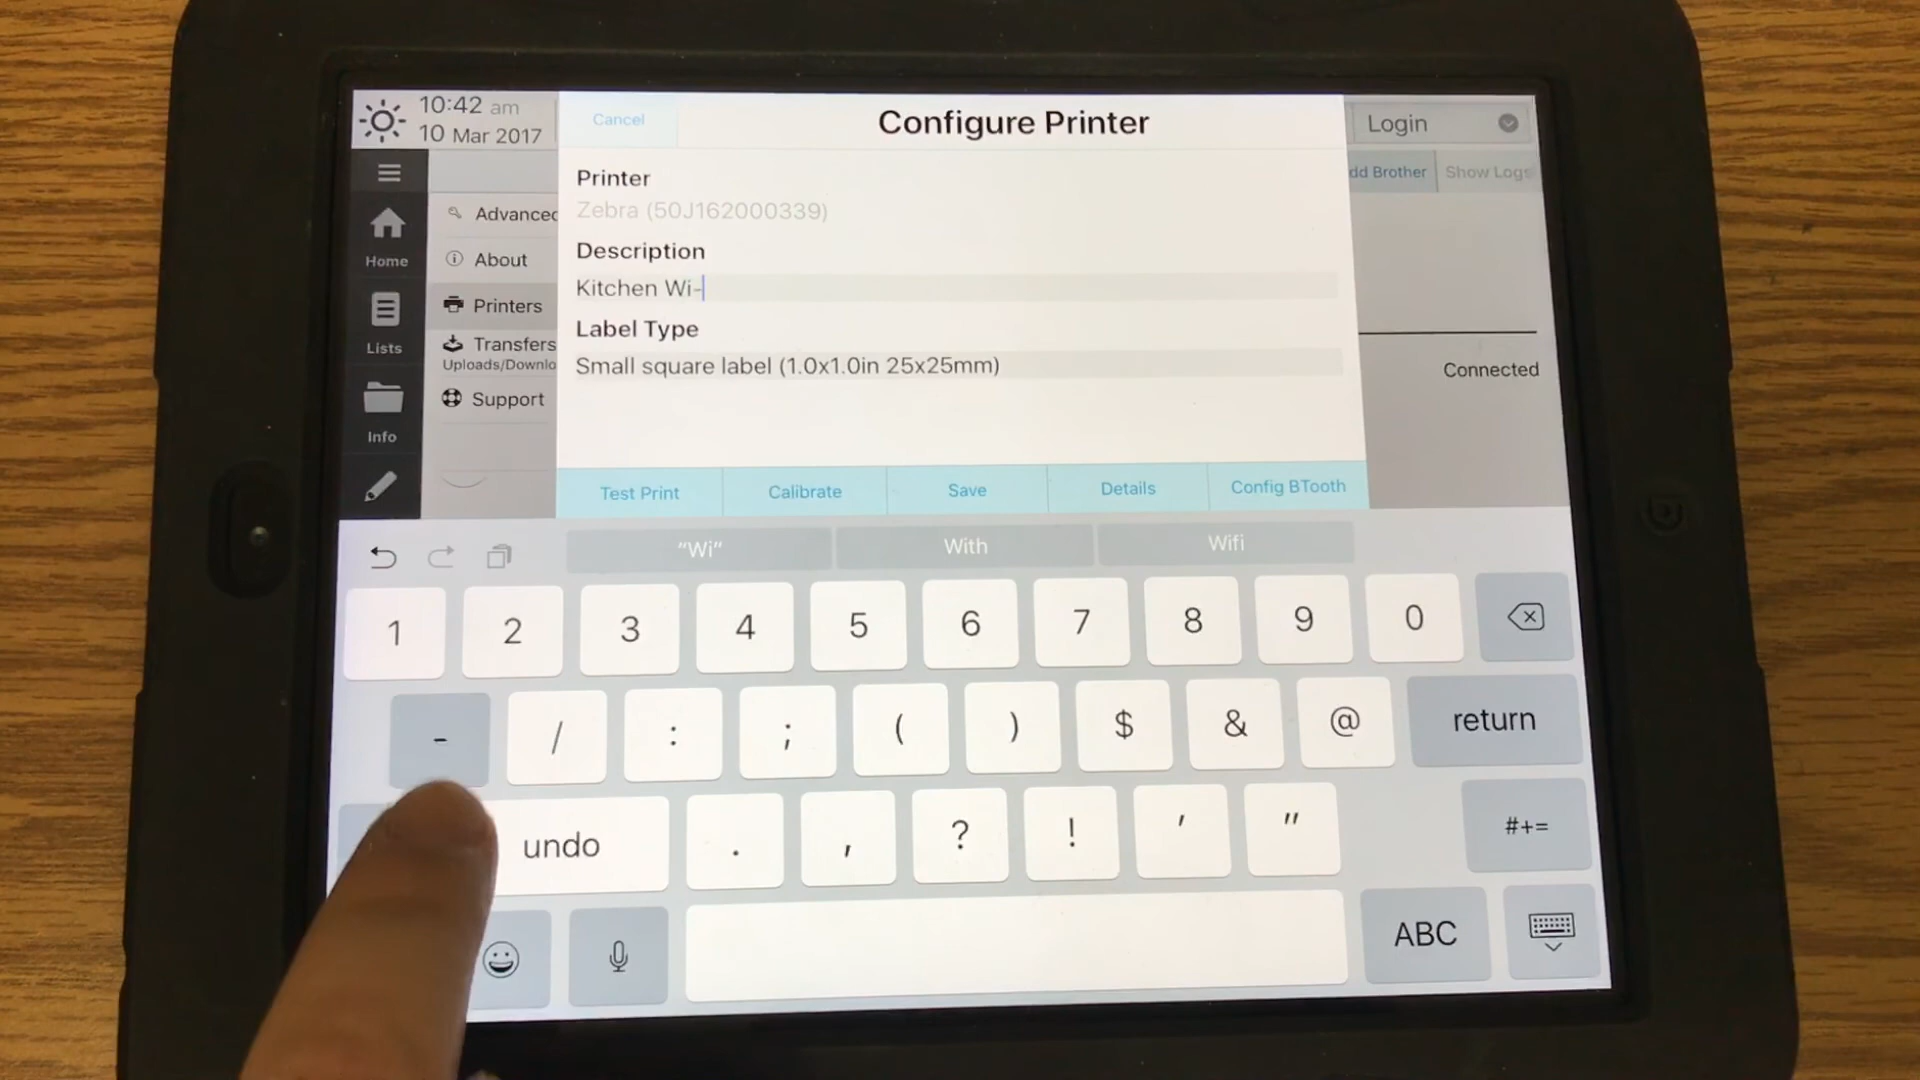 10:42 am
10 Mar 2017
Cancel
Configure Printer
Login
dd Brother
Show Logs
Printer
Zebra (50J162000339)
Description
Kitchen Wi-
Label Type
Small square label (1.0x1.0in 25x25mm)
Home
Lists
Info
Advanced
About
Printers
Transfers
Uploads/Downlo
Support
Connected
Test Print
Calibrate
Save
Details
Config BTooth
"Wi"
With
Wifi
1 2 3 4 5 6 7 8 9 0
- / : ; ( ) $ & @ return
undo . , ? ! ' " #+=
ABC